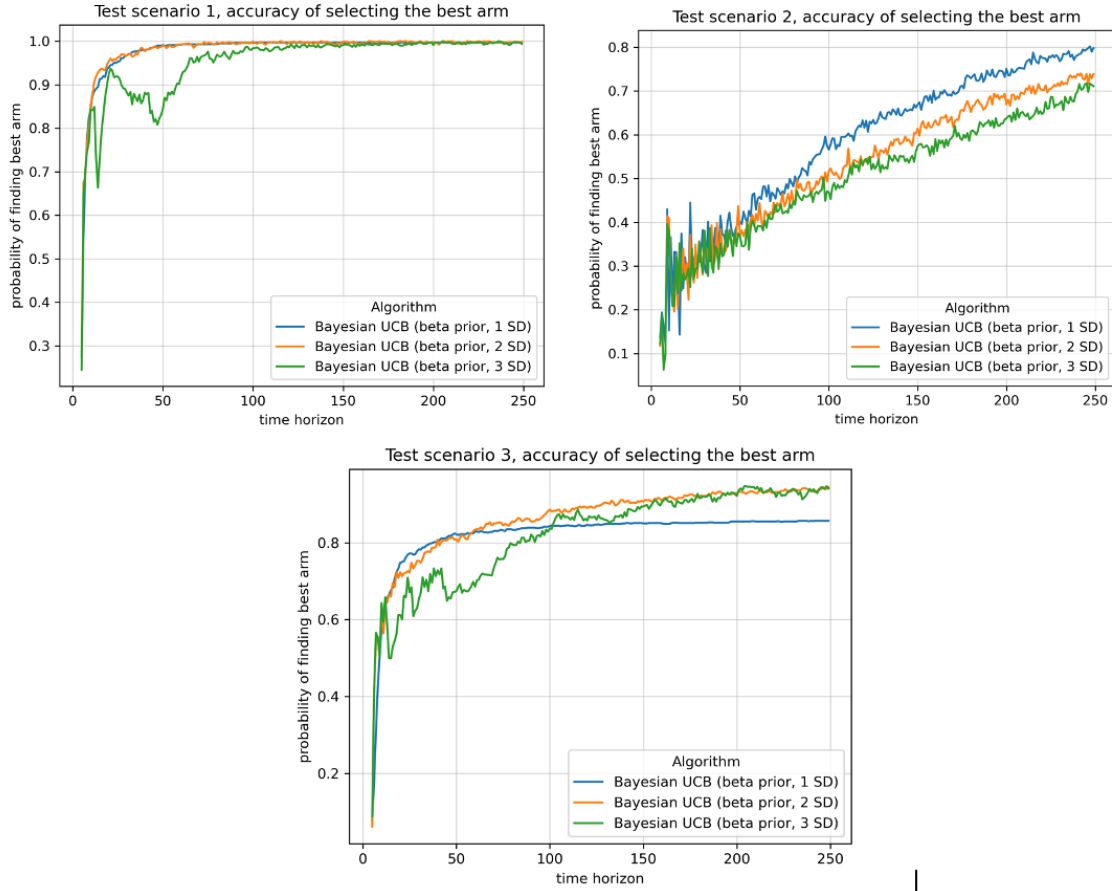 Test scenario 1, accuracy of selecting the best arm
1.0
0.9
0.8
0.7
0.6
0.5
0.4
0.3
probability of finding best arm
Algorithm
Bayesian UCB (beta prior, 1 SD)
Bayesian UCB (beta prior, 2 SD)
Bayesian UCB (beta prior, 3 SD)
0 50 100 150 200 250
time horizon
Test scenario 2, accuracy of selecting the best arm
0.8
0.7
0.6
0.5
0.4
0.3
0.2
0.1
probability of finding best arm
Algorithm
Bayesian UCB (beta prior, 1 SD)
Bayesian UCB (beta prior, 2 SD)
Bayesian UCB (beta prior, 3 SD)
0 50 100 150 200 250
time horizon
Test scenario 3, accuracy of selecting the best arm
0.8
0.6
0.4
0.2
probability of finding best arm
Algorithm
Bayesian UCB (beta prior, 1 SD)
Bayesian UCB (beta prior, 2 SD)
Bayesian UCB (beta prior, 3 SD)
0 50 100 150 200 250
time horizon